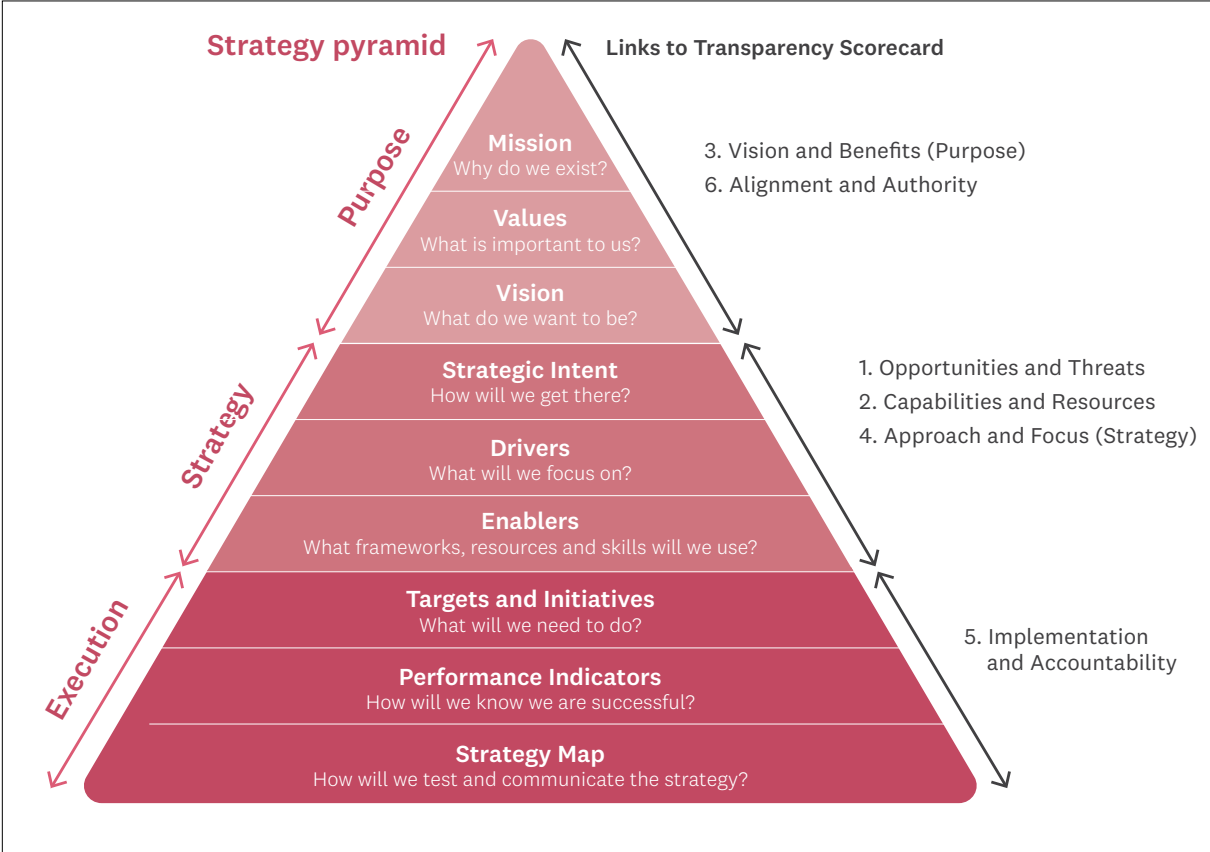 Strategy pyramid
Links to Transparency Scorecard
Purpose
Mission
Why do we exist?
Values
What is important to us?
Vision
What do we want to be?
3. Vision and Benefits (Purpose)
6. Alignment and Authority
Strategy
Strategic Intent
How will we get there?
Drivers
What will we focus on?
Enablers
What frameworks, resources and skills will we use?
1. Opportunities and Threats
2. Capabilities and Resources
4. Approach and Focus (Strategy)
Execution
Targets and Initiatives
What will we need to do?
Performance Indicators
How will we know we are successful?
Strategy Map
How will we test and communicate the strategy?
5. Implementation
and Accountability